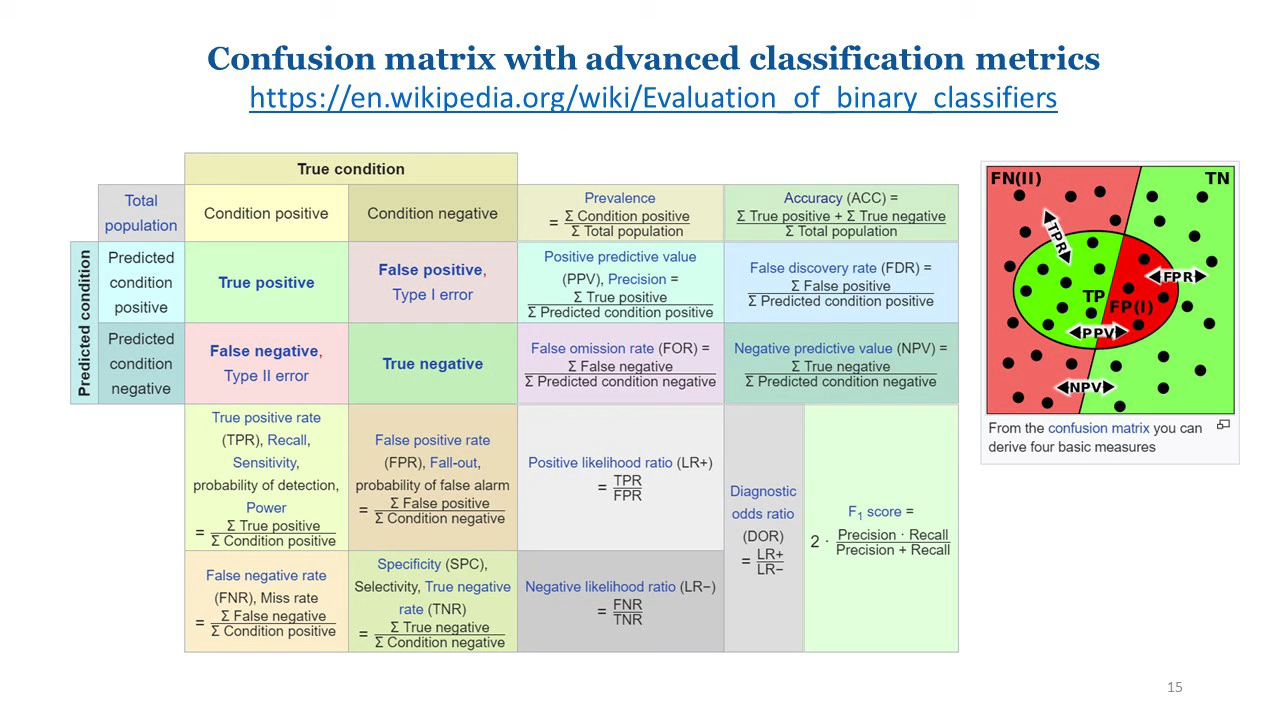 Confusion matrix with advanced classification metrics
https://en.wikipedia.org/wiki/Evaluation_of_binary_classifiers
True condition
Total
population
Condition positive
Condition negative
Prevalence
= Σ Condition positive
Σ Total population
Accuracy (ACC) =
Σ True positive + Σ True negative
Σ Total population
Predicted condition
Predicted
condition
positive
True positive
False positive,
Type I error
Positive predictive value
(PPV), Precision =
Σ True positive
Σ Predicted condition positive
False discovery rate (FDR) =
Σ False positive
Σ Predicted condition positive
Predicted
condition
negative
False negative,
Type II error
True negative
False omission rate (FOR) =
Σ False negative
Σ Predicted condition negative
Negative predictive value (NPV) =
Σ True negative
Σ Predicted condition negative
True positive rate
(TPR), Recall,
Sensitivity,
probability of detection,
Power
= Σ True positive
Σ Condition positive
False positive rate
(FPR), Fall-out,
probability of false alarm
= Σ False positive
Σ Condition negative
Positive likelihood ratio (LR+)
= TPR
FPR
Diagnostic
odds ratio
(DOR)
= LR+
LR−
F1 score =
2 · Precision · Recall
Precision + Recall
False negative rate
(FNR), Miss rate
= Σ False negative
Σ Condition positive
Specificity (SPC),
Selectivity, True negative
rate (TNR)
= Σ True negative
Σ Condition negative
Negative likelihood ratio (LR−)
= FNR
TNR
FN(II)
TN
TPR
FPR
TP
FP(I)
PPV
NPV
From the confusion matrix you can
derive four basic measures
15